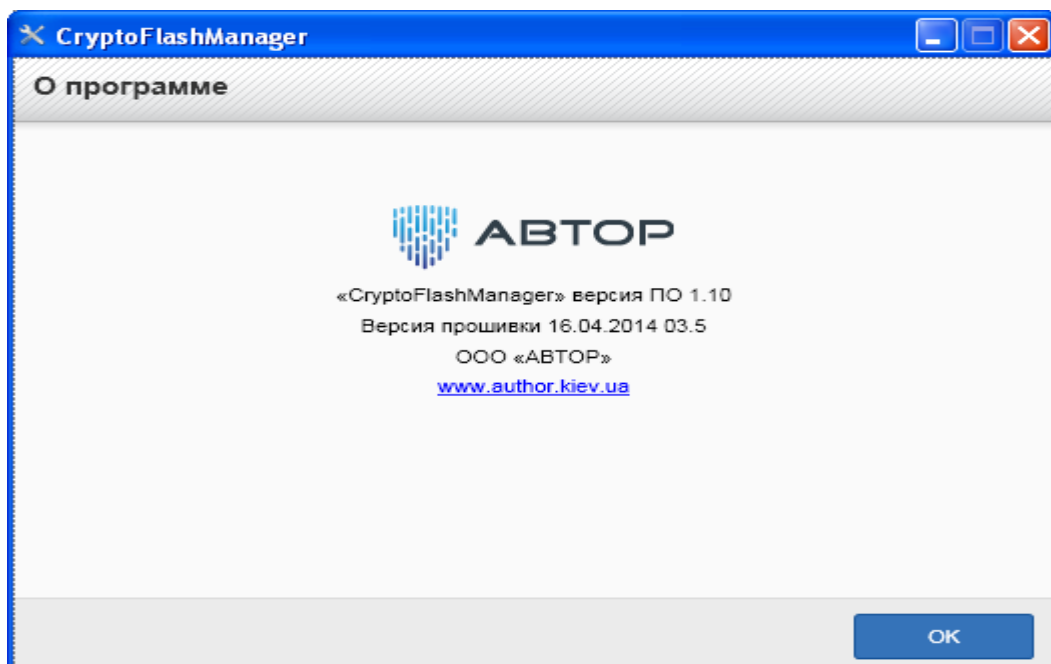 CryptoFlashManager
О программе
АВТОР
«CryptoFlashManager» версия ПО 1.10
Версия прошивки 16.04.2014 03.5
ООО «АВТОР»
www.author.kiev.ua
ОК